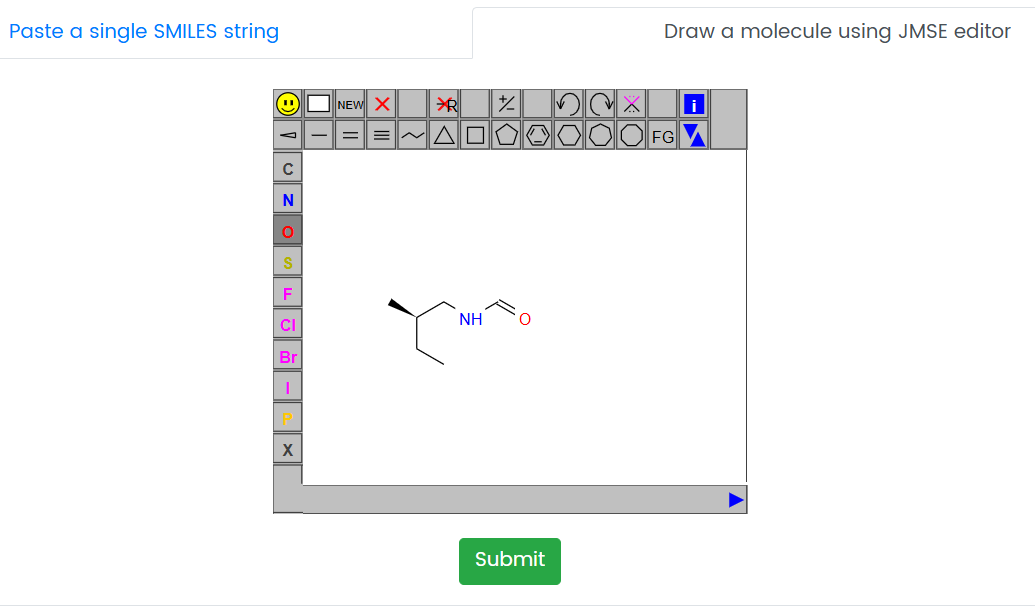 Paste a single SMILES string
Draw a molecule using JMSE editor
NEW
R
+/-
i
FG
C
N
O
S
F
Cl
Br
I
P
X
NH
O
Submit